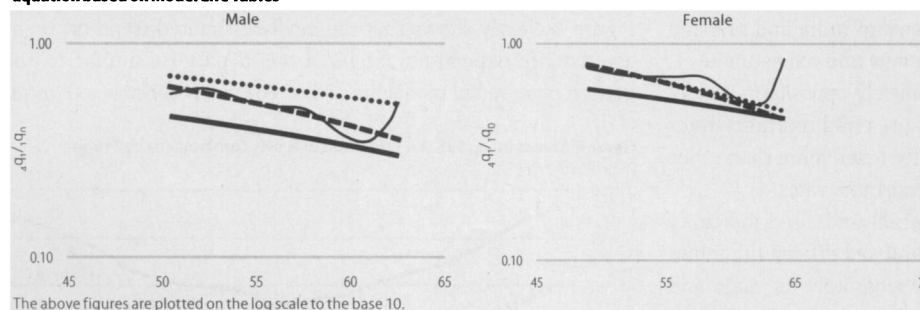 equation based on Model Life Tables
Male
Female
1.00
1.00
4q1/1q0
4q1/q0
0.10
0.10
45
50
55
60
65
45
55
65
The above figures are plotted on the log scale to the base 10.